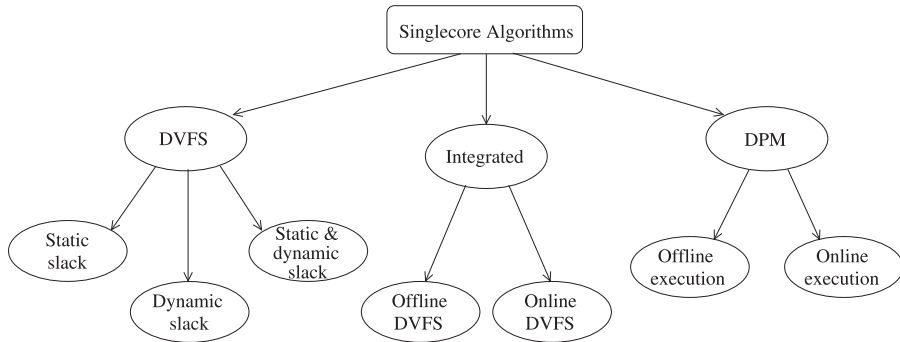 Singlecore Algorithms
DVFS
Integrated
DPM
Static
slack
Dynamic
slack
Static &
dynamic
slack
Offline
DVFS
Online
DVFS
Offline
execution
Online
execution